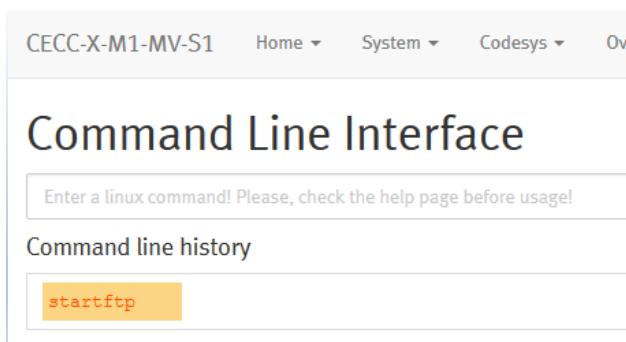 CECC-X-M1-MV-S1 Home System Codesys Ov
Command Line Interface
Enter a linux command! Please, check the help page before usage!
Command line history
startftp